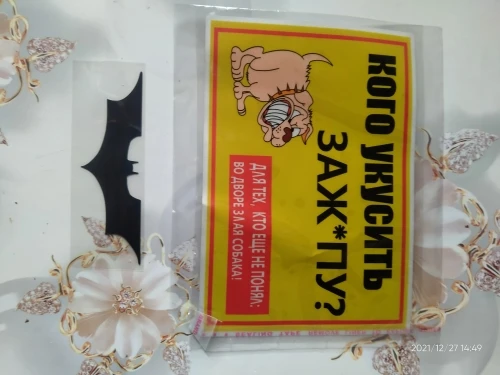 КОГО УКУСИТЬ
ЗАЖ*ПУ?
ДЛЯ ТЕХ, КТО ЕЩЕ НЕ ПОНЯЛ:
ВО ДВОРЕ ЗЛАЯ СОБАКА!
2021/12/27 14:49